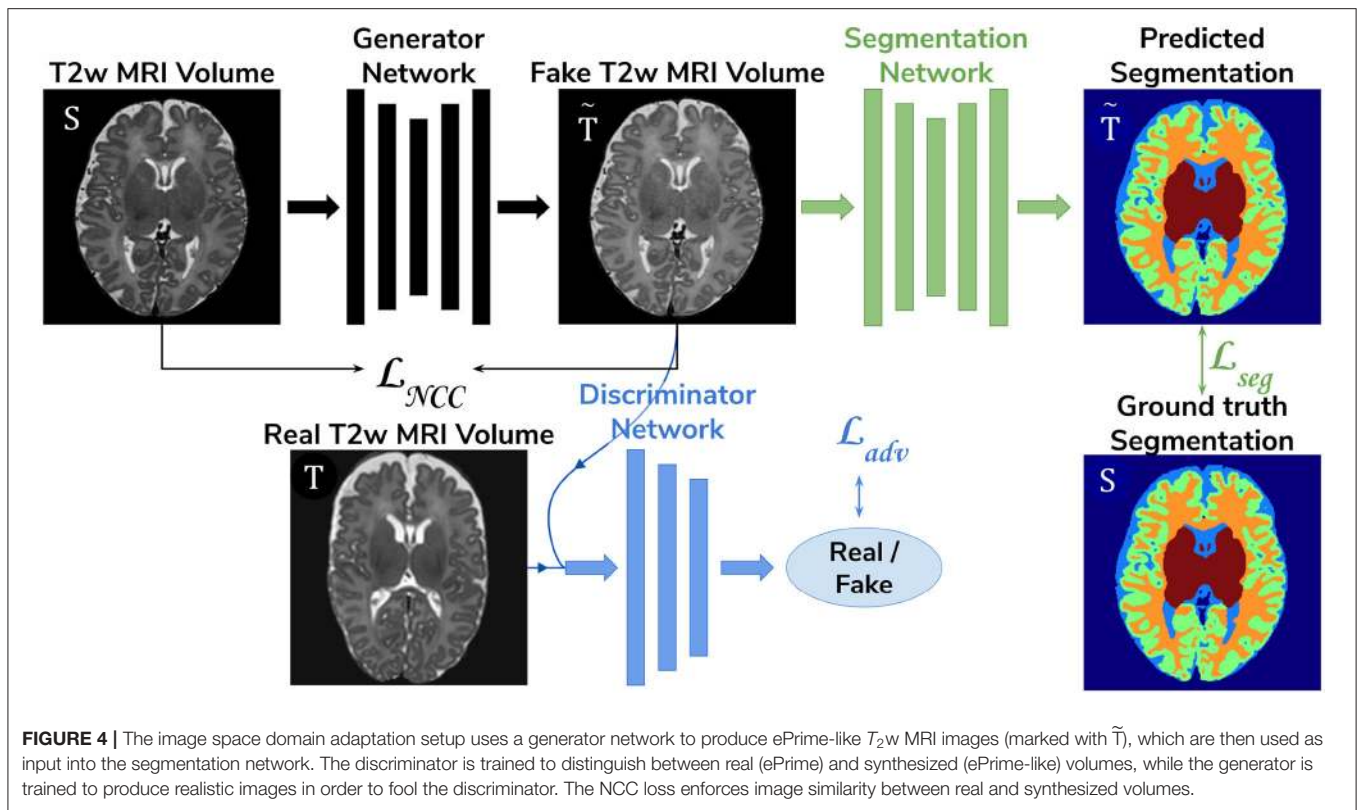 T2w MRI Volume
S
Generator
Network
Fake T2w MRI Volume
T̃
Segmentation
Network
Predicted
Segmentation
T̃
ℒ_NCC
ℒ_seg
Real T2w MRI Volume
T
Discriminator
Network
ℒ_adv
Real /
Fake
Ground truth
Segmentation
S
FIGURE 4 | The image space domain adaptation setup uses a generator network to produce ePrime-like T₂w MRI images (marked with T̃), which are then used as
input into the segmentation network. The discriminator is trained to distinguish between real (ePrime) and synthesized (ePrime-like) volumes, while the generator is
trained to produce realistic images in order to fool the discriminator. The NCC loss enforces image similarity between real and synthesized volumes.